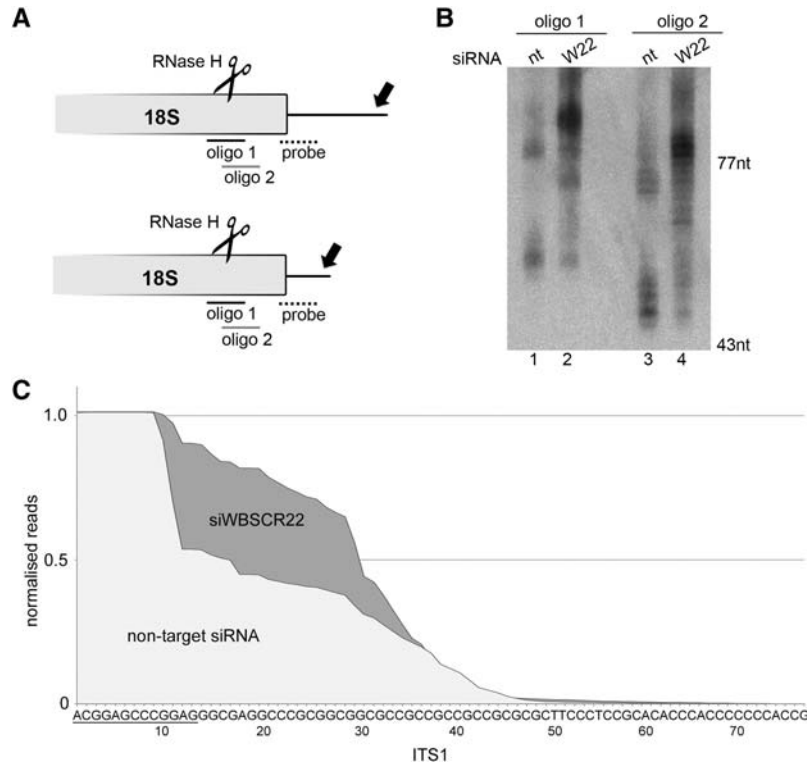 A
RNase H
18S
oligo 1
probe
oligo 2
RNase H
18S
oligo 1
probe
oligo 2
B
oligo 1
oligo 2
siRNA
nt
W22
nt
W22
77nt
43nt
1 2 3 4
C
normalised reads
1.0
0.5
0
siWBSCR22
non-target siRNA
ACGGAGCCCGGAGGGCGAGGCCCGCGGCGGCGCCGCCGCCGCCGCGCGCTTCCCTCCGCACACCCACCCCCCCACCG
10 20 30 40 50 60 70
ITS1